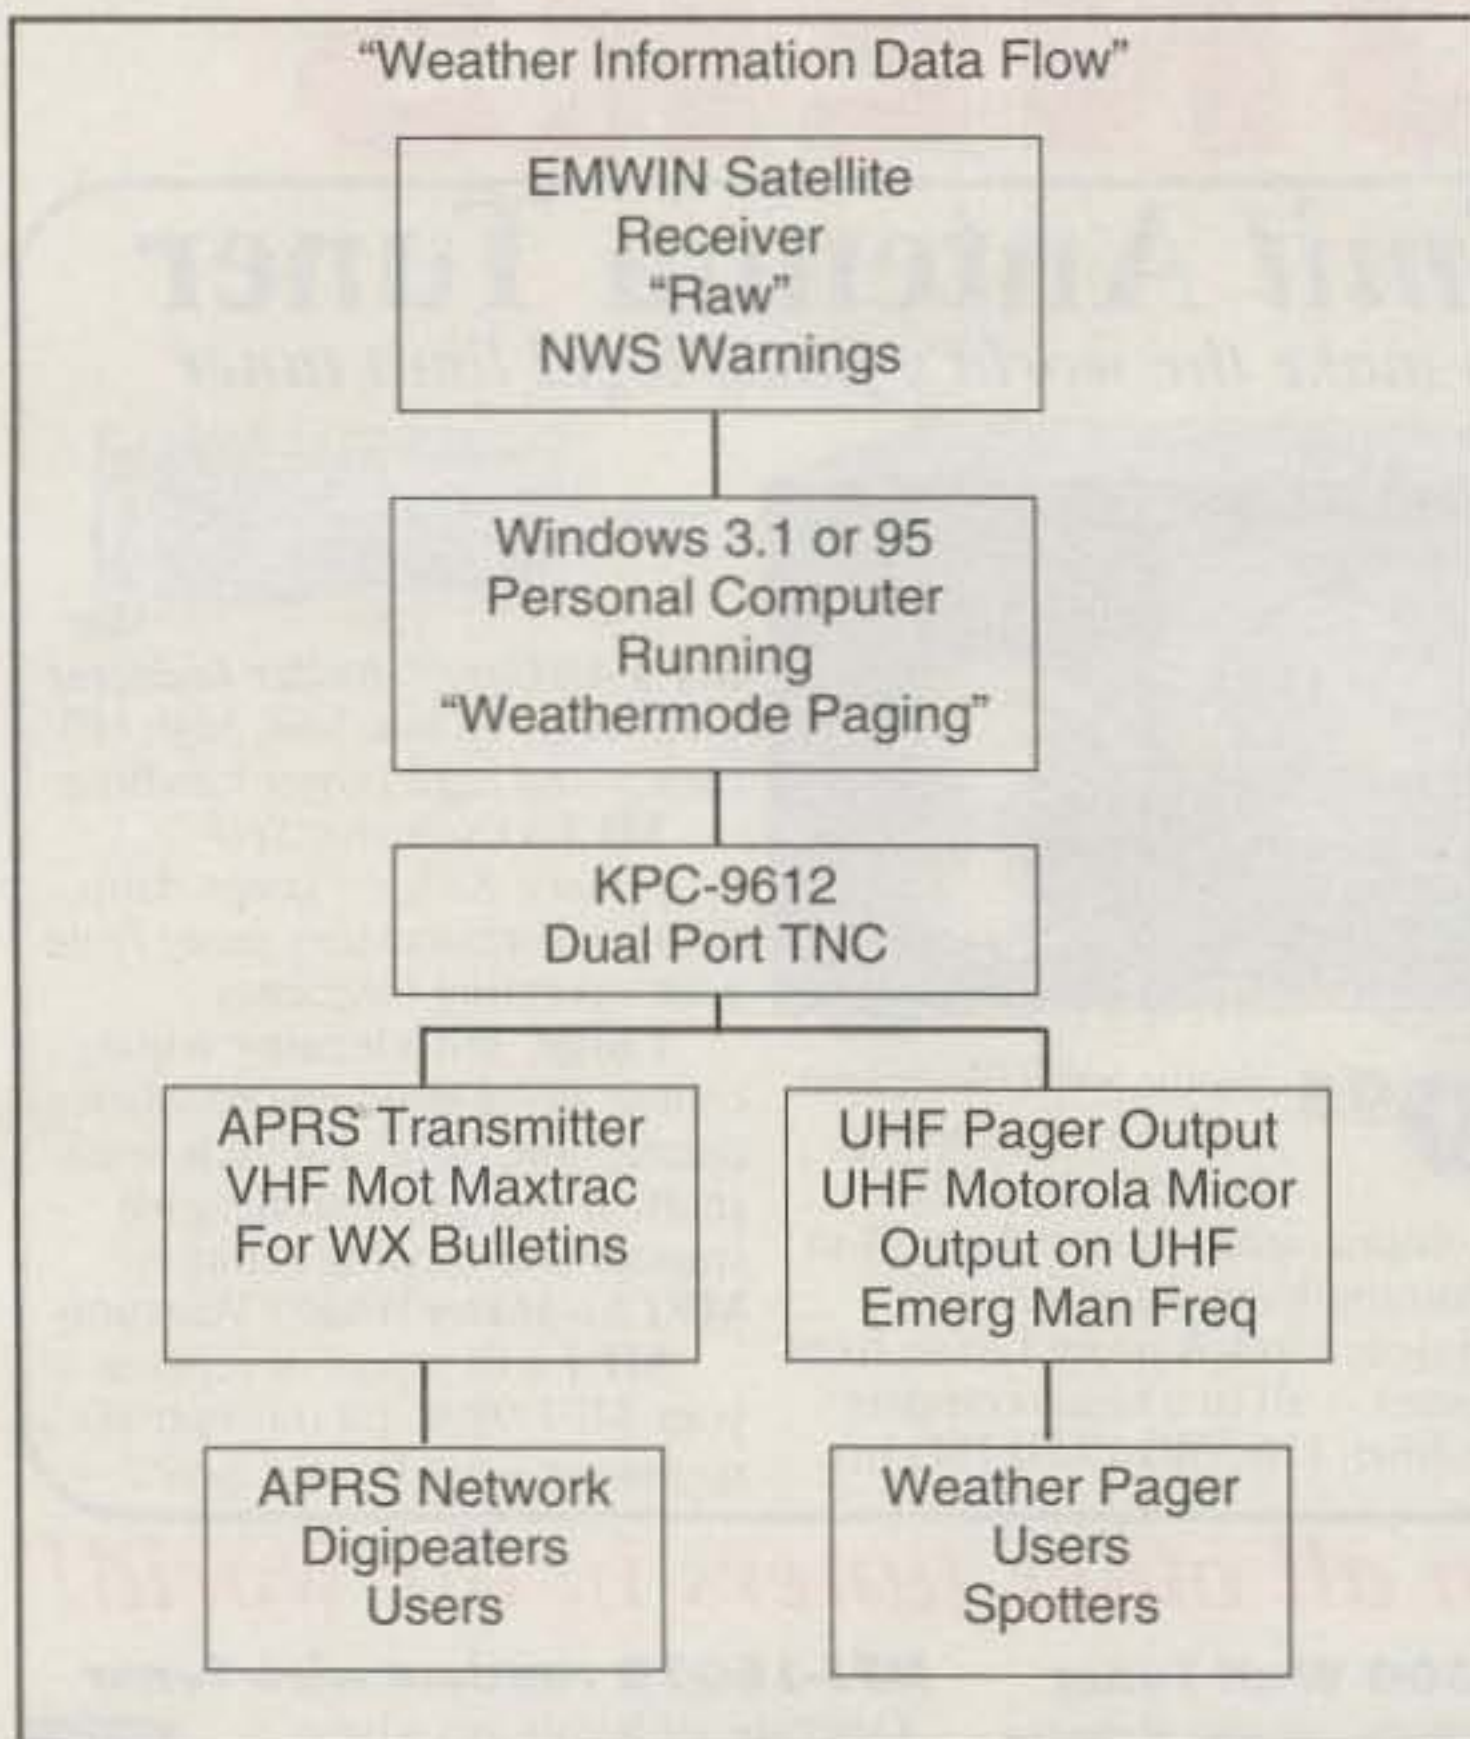 “Weather Information Data Flow”
EMWIN Satellite
Receiver
“Raw”
NWS Warnings
Windows 3.1 or 95
Personal Computer
Running
“Weathermode Paging”
KPC-9612
Dual Port TNC
APRS Transmitter
VHF Mot Maxtrac
For WX Bulletins
UHF Pager Output
UHF Motorola Micor
Output on UHF
Emerg Man Freq
APRS Network
Digipeaters
Users
Weather Pager
Users
Spotters